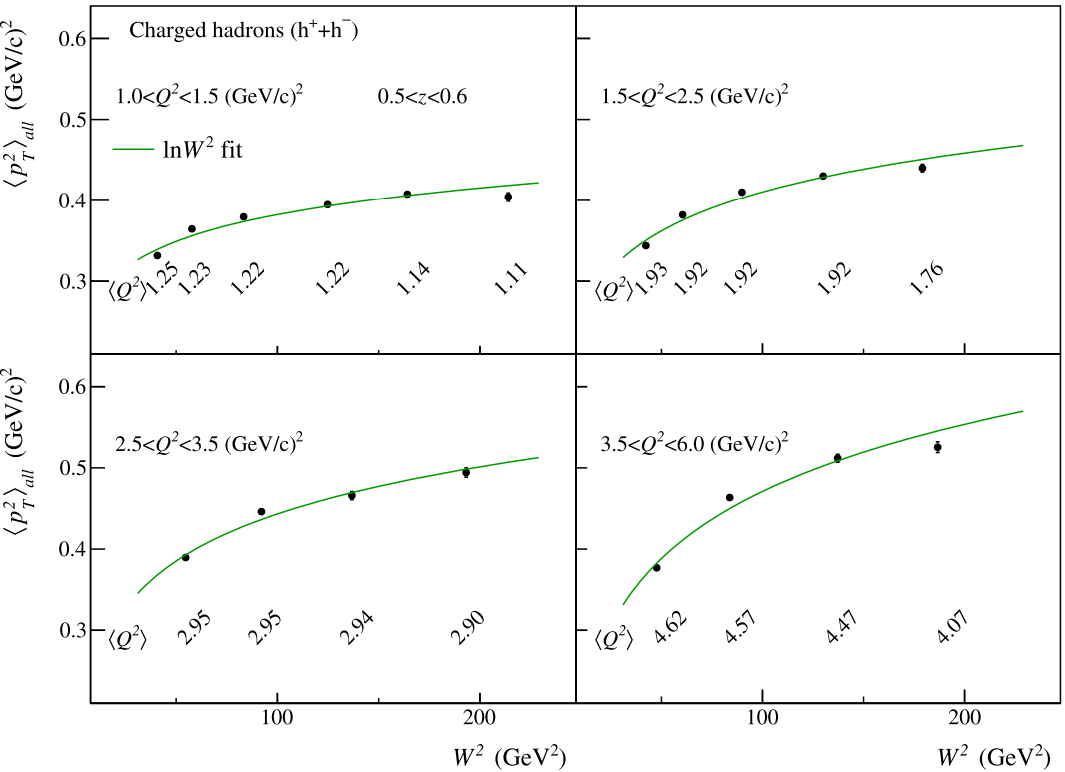 Charged hadrons (h⁺+h⁻)
1.0<Q²<1.5 (GeV/c)²
0.5<z<0.6
lnW² fit
⟨p²_T⟩_all (GeV/c)²
0.6
0.5
0.4
0.3
⟨Q²⟩ 1.25 1.23 1.22 1.22 1.14 1.11
1.5<Q²<2.5 (GeV/c)²
⟨Q²⟩ 1.93 1.92 1.92 1.92 1.76
⟨p²_T⟩_all (GeV/c)²
0.6
0.5
0.4
0.3
2.5<Q²<3.5 (GeV/c)²
⟨Q²⟩ 2.95 2.95 2.94 2.90
3.5<Q²<6.0 (GeV/c)²
⟨Q²⟩ 4.62 4.57 4.47 4.07
100 200
100 200
W² (GeV²)
W² (GeV²)